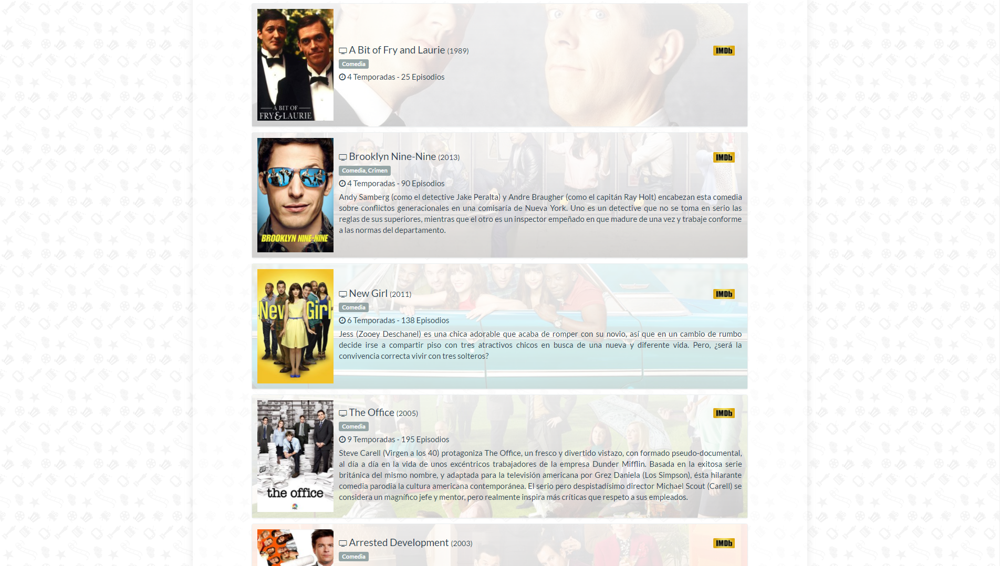 A BIT OF
FRY & LAURIE
A Bit of Fry and Laurie (1989)
IMDb
Comedia
4 Temporadas - 25 Episodios
BROOKLYN NINE-NINE
Brooklyn Nine-Nine (2013)
IMDb
Comedia, Crimen
4 Temporadas - 90 Episodios
Andy Samberg (como el detective Jake Peralta) y Andre Braugher (como el capitán Ray Holt) encabezan esta comedia
sobre conflictos generacionales en una comisaría de Nueva York. Uno es un detective que no se toma en serio las
reglas de sus superiores, mientras que el otro es un inspector empeñado en que madure de una vez y trabaje conforme
a las normas del departamento.
New Girl
New Girl (2011)
IMDb
Comedia
6 Temporadas - 138 Episodios
Jess (Zooey Deschanel) es una chica adorable que acaba de romper con su novio, así que en un cambio de rumbo
decide irse a compartir piso con tres atractivos chicos en busca de una nueva y diferente vida. Pero, ¿será la
convivencia correcta vivir con tres solteros?
the office
NBC
The Office (2005)
IMDb
Comedia
9 Temporadas - 195 Episodios
Steve Carell (Virgen a los 40) protagoniza The Office, un fresco y divertido vistazo, con formado pseudo-documental,
al día a día en la vida de unos excéntricos trabajadores de la empresa Dunder Mifflin. Basada en la exitosa serie
británica del mismo nombre, y adaptada para la televisión americana por Grez Daniela (Los Simpson), ésta hilarante
comedia parodia la cultura americana contemporánea. El serio pero despistadísimo director Michael Scout (Carell) se
considera un magnífico jefe y mentor, pero realmente inspira más críticas que respeto a sus empleados.
Arrested Development (2003)
IMDb
Comedia